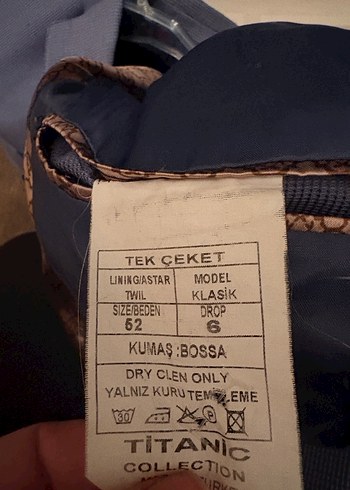 TEK ÇEKET
LINING/ASTAR MODEL
TWIL KLASİK
SIZE/BEDEN DROP
52 6
KUMAŞ :BOSSA
DRY CLEN ONLY
YALNIZ KURU TEMİZLEME
30 P
TİTANİC
COLLECTION